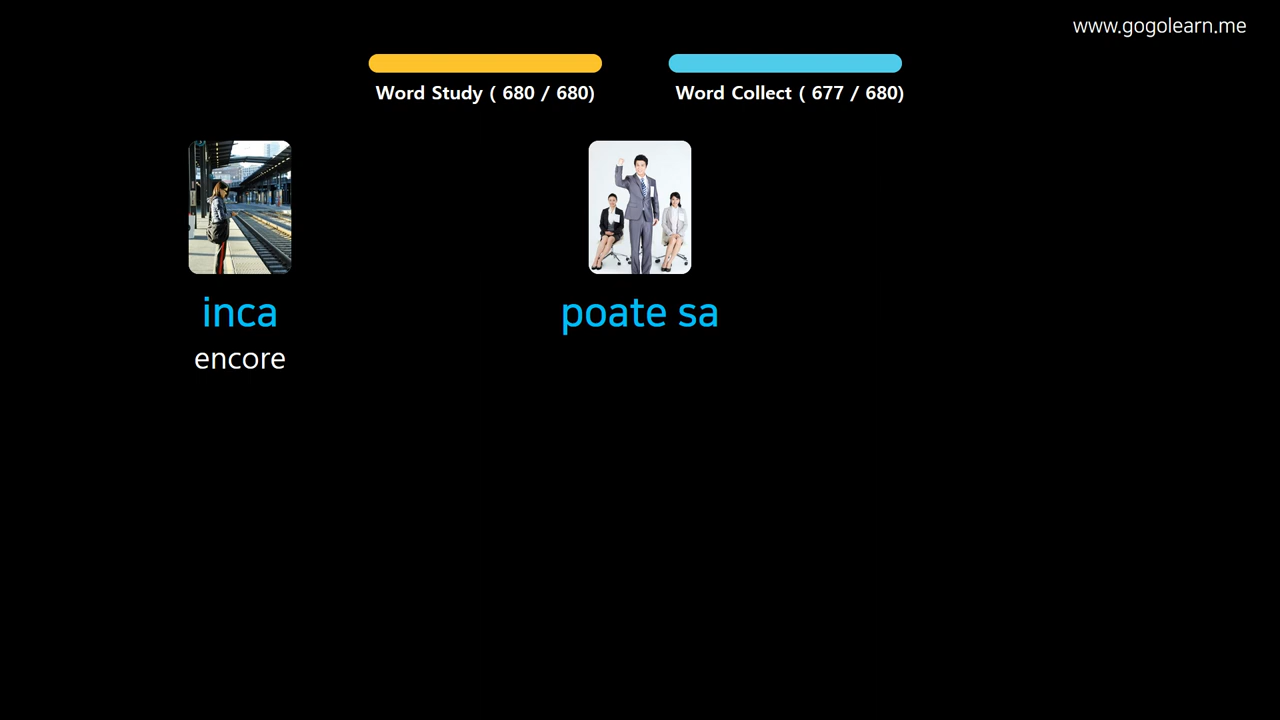 www.gogolearn.me
Word Study ( 680 / 680)
Word Collect ( 677 / 680)
inca
poate sa
encore